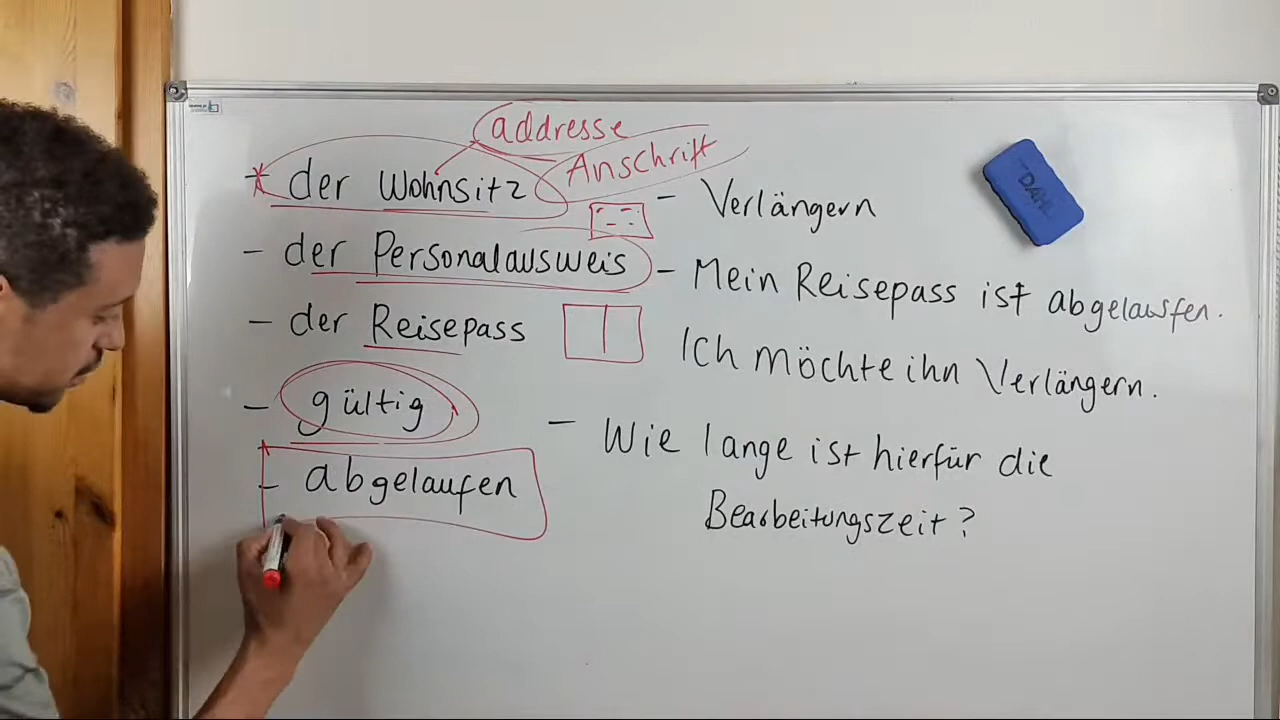 addresse
Anschrift
* der Wohnsitz
- der Personalausweis
- der Reisepass
- gültig
- abgelaufen
- Verlängern
- Mein Reisepass ist abgelaufen.
Ich möchte ihn Verlängern.
- Wie lange ist hierfür die
Bearbeitungszeit?
DAHLE